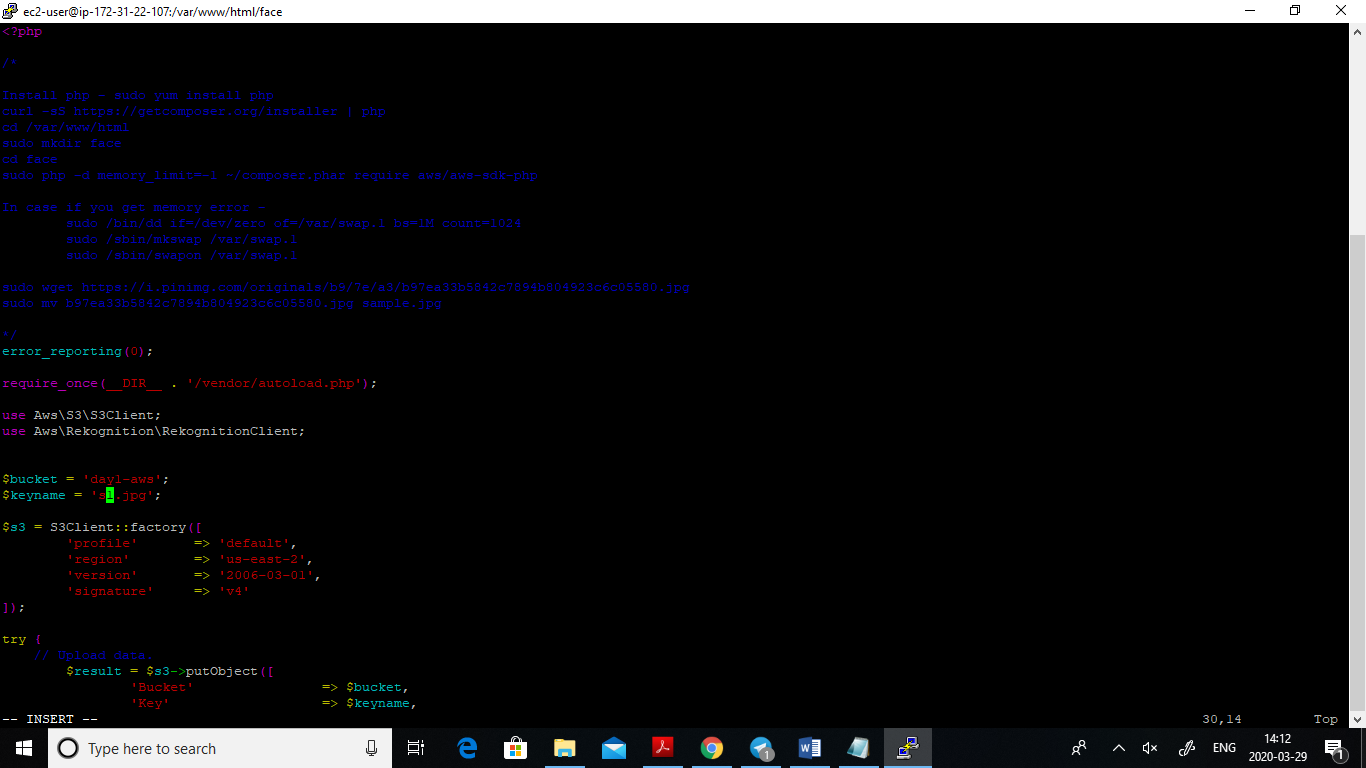 ec2-user@ip-172-31-22-107:/var/www/html/face
<?php
/*
Install php - sudo yum install php
curl -sS https://getcomposer.org/installer | php
cd /var/www/html
sudo mkdir face
cd face
sudo php -d memory_limit=-1 ~/composer.phar require aws/aws-sdk-php
In case if you get memory error -
sudo /bin/dd if=/dev/zero of=/var/swap.1 bs=1M count=1024
sudo /sbin/mkswap /var/swap.1
sudo /sbin/swapon /var/swap.1
sudo wget https://i.pinimg.com/originals/b9/7e/a3/b97ea33b5842c7894b804923c6c05580.jpg
sudo mv b97ea33b5842c7894b804923c6c05580.jpg sample.jpg
*/
error_reporting(0);
require_once(__DIR__ . '/vendor/autoload.php');
use Aws\S3\S3Client;
use Aws\Rekognition\RekognitionClient;
$bucket = 'day1-aws';
$keyname = 's1.jpg';
$s3 = S3Client::factory([
'profile' => 'default',
'region' => 'us-east-2',
'version' => '2006-03-01',
'signature' => 'v4'
]);
try {
// Upload data.
$result = $s3->putObject([
'Bucket' => $bucket,
'Key' => $keyname,
-- INSERT -- 30,14 Top
Type here to search
1
ENG
14:12
2020-03-29
1